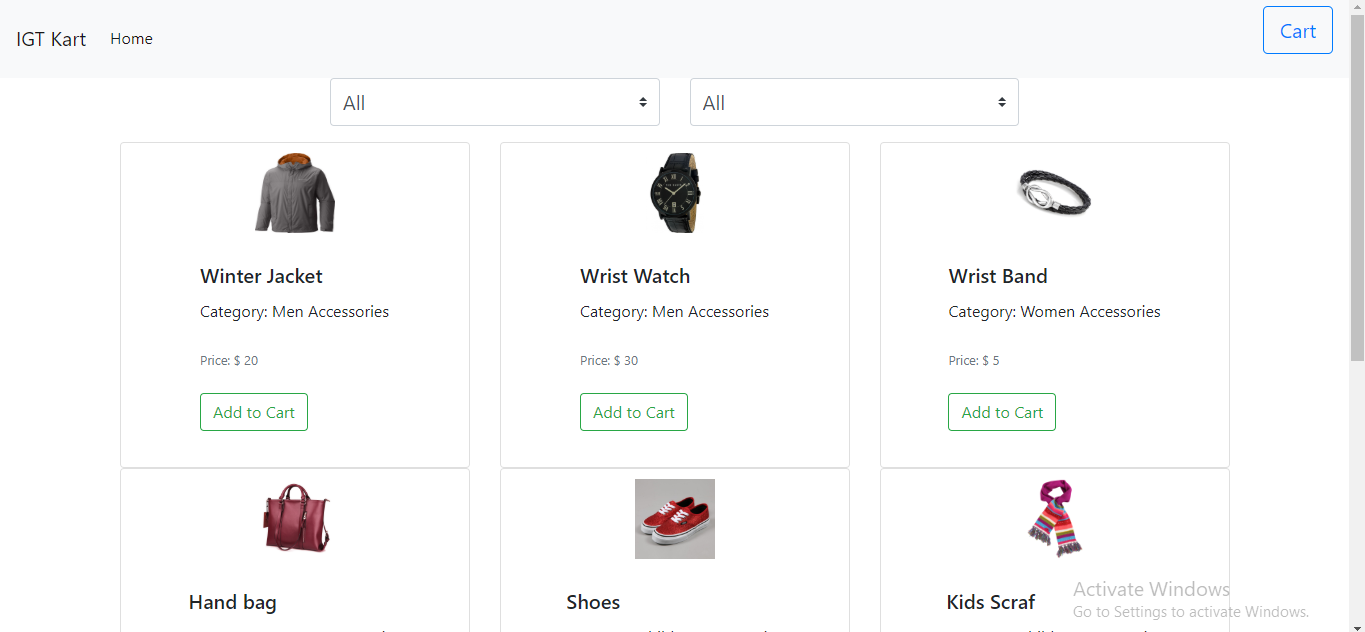 IGT Kart Home Cart
All All
Winter Jacket Wrist Watch Wrist Band
Category: Men Accessories Category: Men Accessories Category: Women Accessories
Price: $ 20 Price: $ 30 Price: $ 5
Add to Cart Add to Cart Add to Cart
Hand bag Shoes Kids Scraf
Activate Windows
Go to Settings to activate Windows.